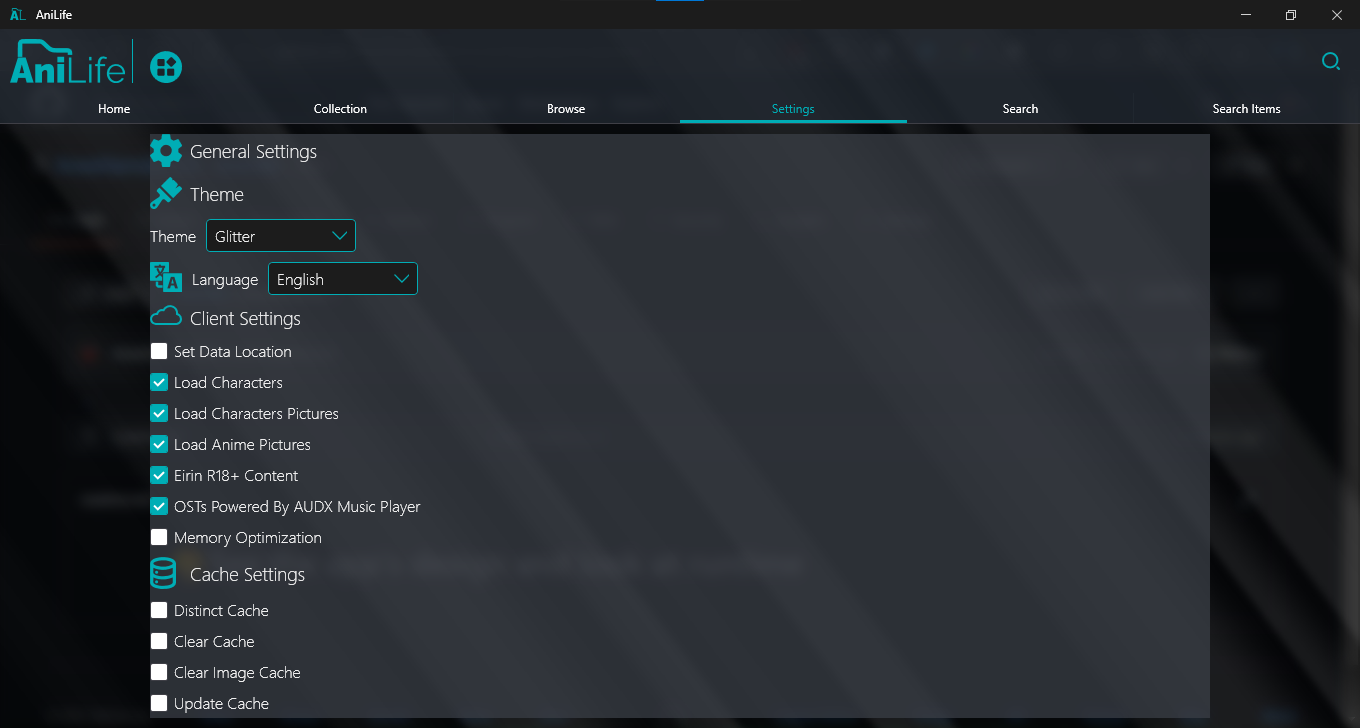 AniLife
AniLife
Home Collection Browse Settings Search Search Items
General Settings
Theme
Theme Glitter
Language English
Client Settings
Set Data Location
Load Characters
Load Characters Pictures
Load Anime Pictures
Eirin R18+ Content
OSTs Powered By AUDX Music Player
Memory Optimization
Cache Settings
Distinct Cache
Clear Cache
Clear Image Cache
Update Cache